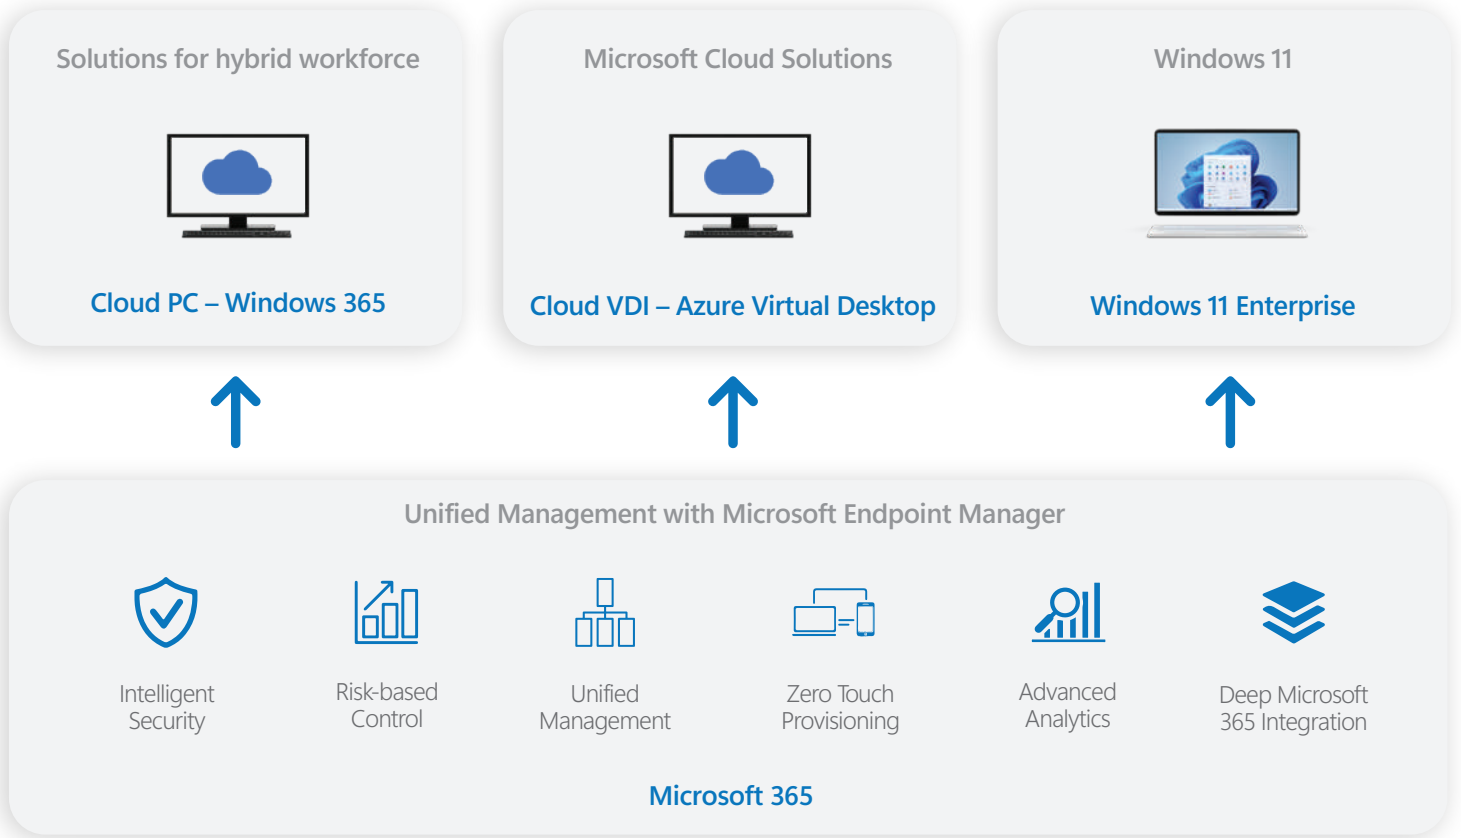 Solutions for hybrid workforce
Cloud PC – Windows 365
Microsoft Cloud Solutions
Cloud VDI – Azure Virtual Desktop
Windows 11
Windows 11 Enterprise
Unified Management with Microsoft Endpoint Manager
Intelligent
Security
Risk-based
Control
Unified
Management
Zero Touch
Provisioning
Advanced
Analytics
Deep Microsoft
365 Integration
Microsoft 365